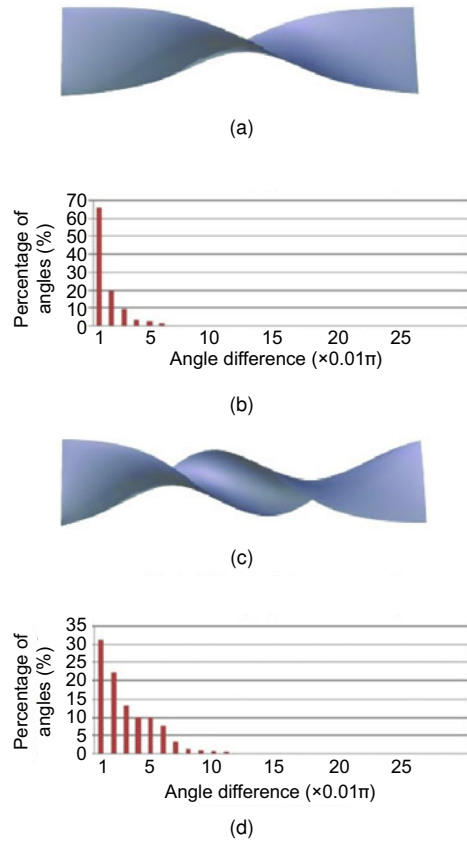 (a)
Percentage of
angles (%)
70
60
50
40
30
20
10
0
1 5 10 15 20 25
Angle difference (×0.01π)
(b)
(c)
Percentage of
angles (%)
35
30
25
20
15
10
5
0
1 5 10 15 20 25
Angle difference (×0.01π)
(d)